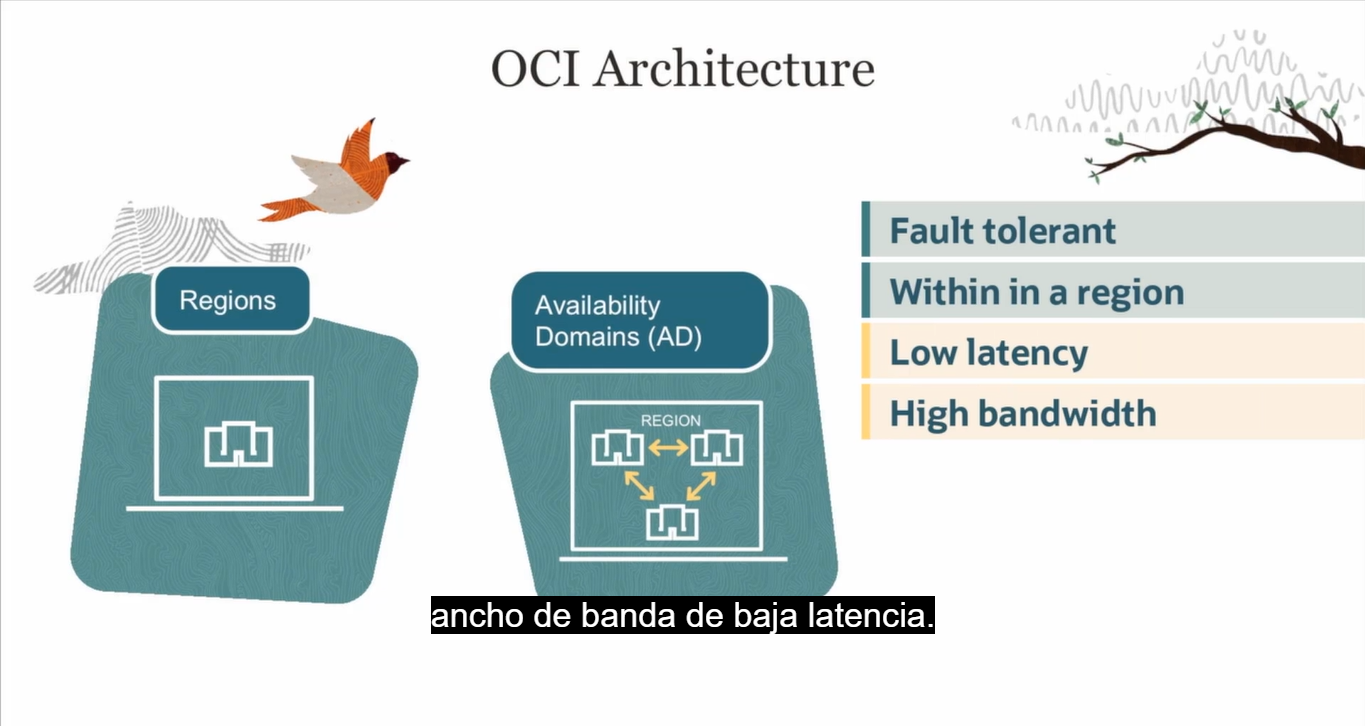 OCI Architecture
Regions
Availability
Domains (AD)
REGION
Fault tolerant
Within in a region
Low latency
High bandwidth
ancho de banda de baja latencia.